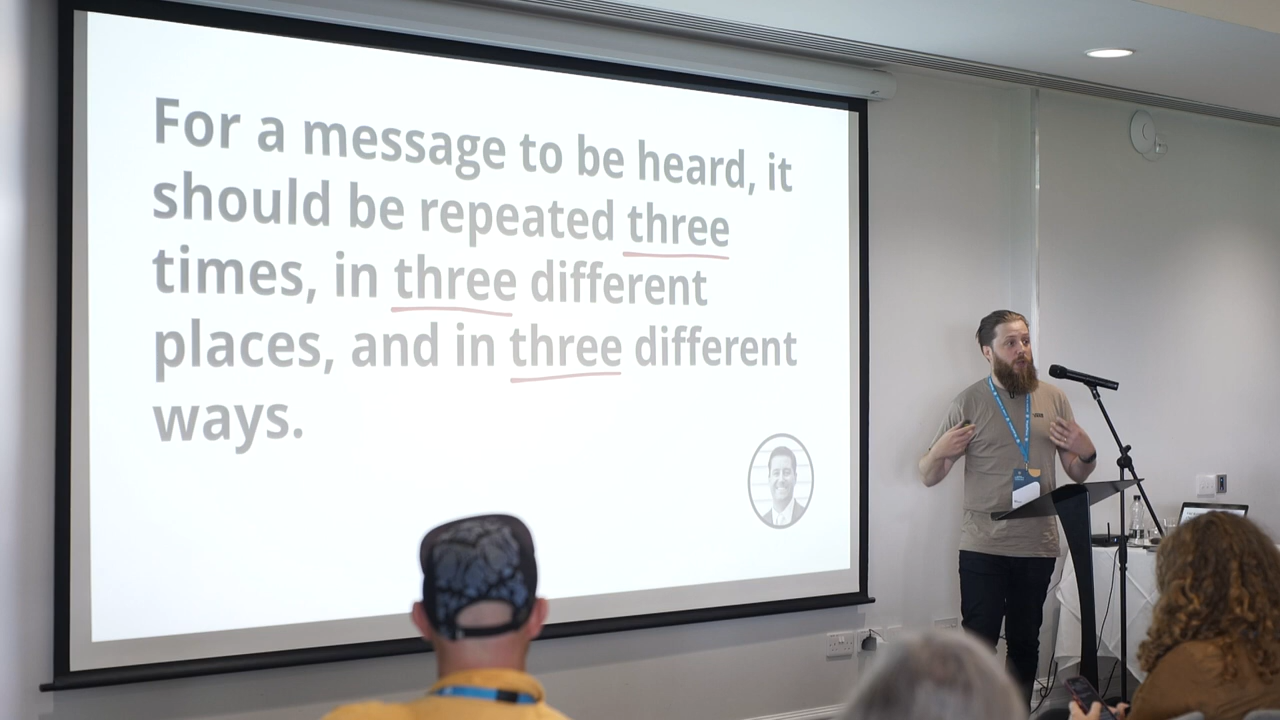 For a message to be heard, it
should be repeated three
times, in three different
places, and in three different
ways.